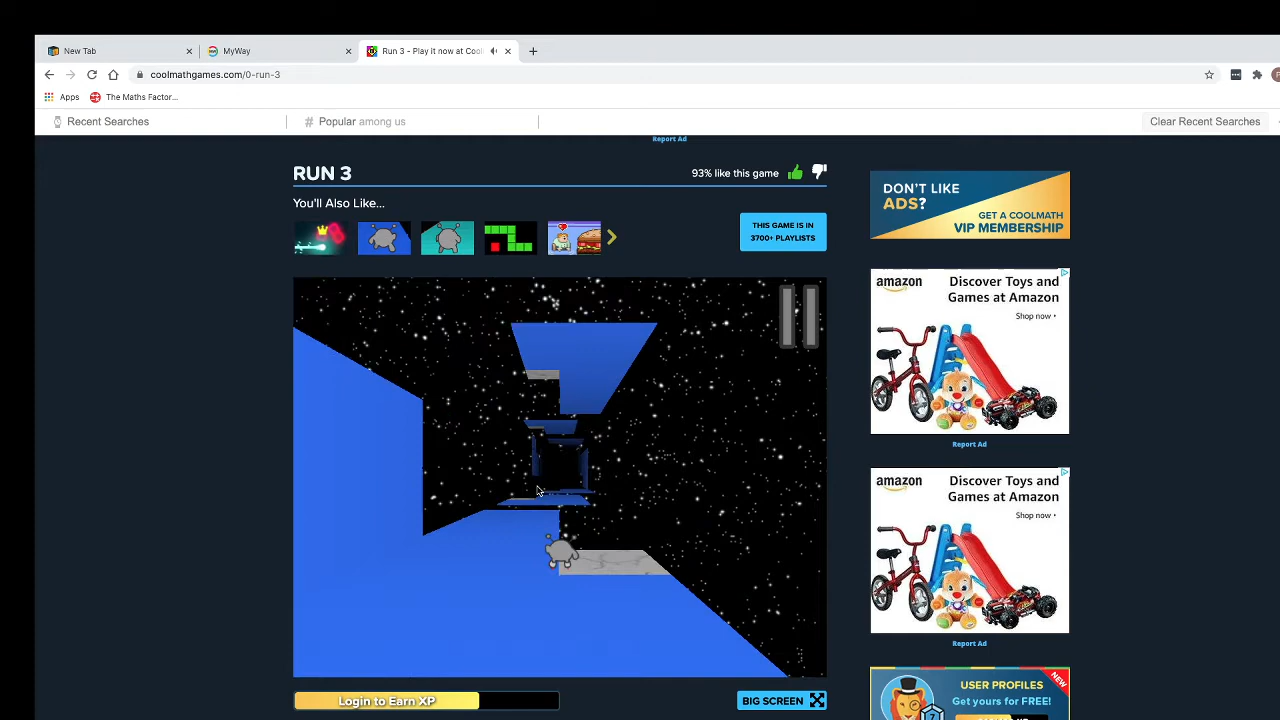 New Tab
MyWay
Run 3 - Play it now at Cool
coolmathgames.com/0-run-3
Apps
The Maths Factor...
Recent Searches
# Popular among us
Clear Recent Searches
Report Ad
RUN 3
93% like this game
You'll Also Like...
THIS GAME IS IN
3700+ PLAYLISTS
DON'T LIKE
ADS?
GET A COOLMATH
VIP MEMBERSHIP
amazon
Discover Toys and
Games at Amazon
Shop now
Report Ad
amazon
Discover Toys and
Games at Amazon
Shop now
Report Ad
Login to Earn XP
BIG SCREEN
USER PROFILES
NEW
Get yours for FREE!
7